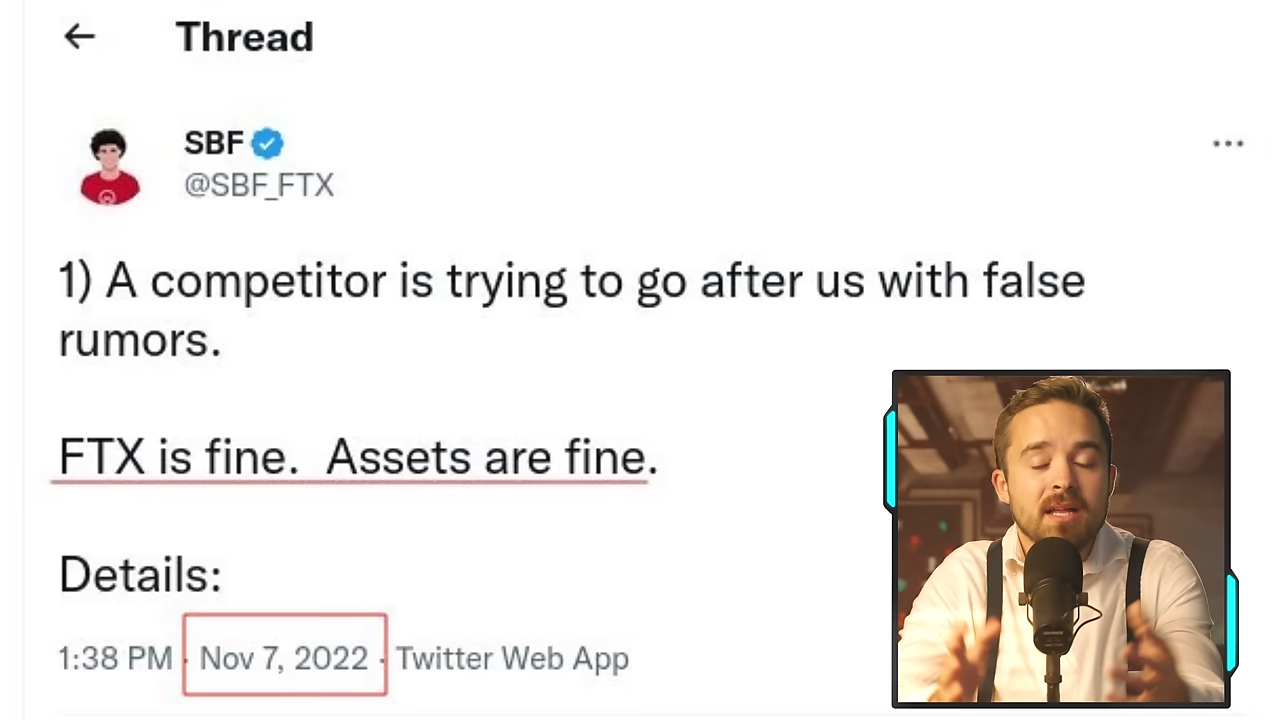 Thread
SBF
@SBF_FTX
1) A competitor is trying to go after us with false
rumors.
FTX is fine.  Assets are fine.
Details:
1:38 PM · Nov 7, 2022 · Twitter Web App